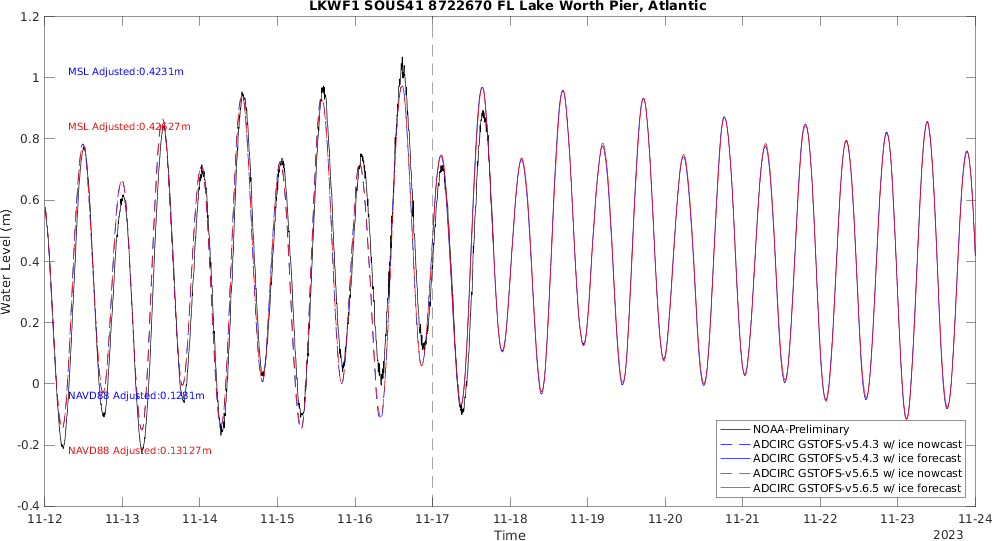 LKWF1 SOUS41 8722670 FL Lake Worth Pier, Atlantic
Water Level (m)
1.2
1
0.8
0.6
0.4
0.2
0
-0.2
-0.4
MSL Adjusted:0.4231m
MSL Adjusted:0.42627m
NAVD88 Adjusted:0.1281m
NAVD88 Adjusted:0.13127m
NOAA-Preliminary
ADCIRC GSTOFS-v5.4.3 w/ ice nowcast
ADCIRC GSTOFS-v5.4.3 w/ ice forecast
ADCIRC GSTOFS-v5.6.5 w/ ice nowcast
ADCIRC GSTOFS-v5.6.5 w/ ice forecast
11-12 11-13 11-14 11-15 11-16 11-17 11-18 11-19 11-20 11-21 11-22 11-23 11-24
Time
2023